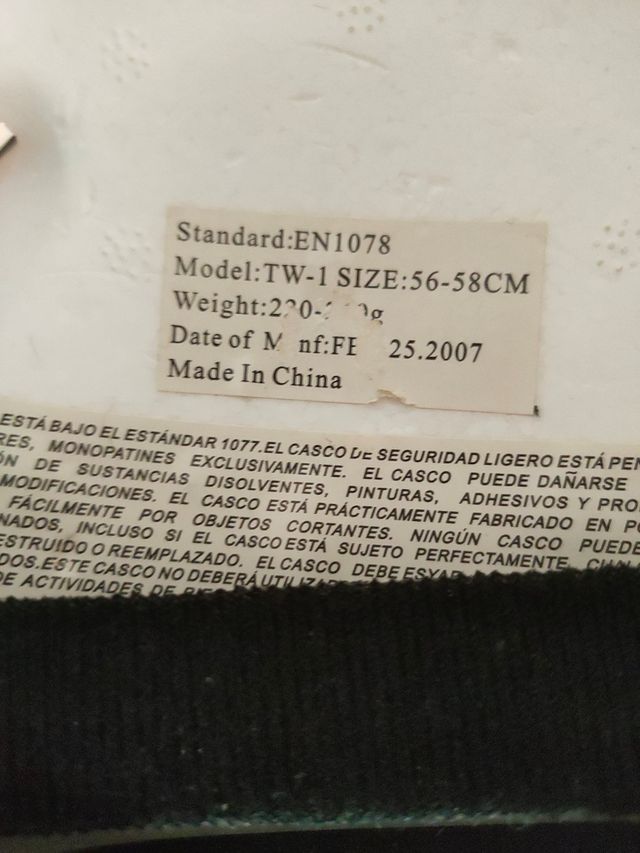 Standard:EN1078
Model:TW-1 SIZE:56-58CM
Date of 25.2007
Made In China
ESTÁ BAJO EL ESTÁNDAR 1077.EL CASCO DE SEGURIDAD LIGERO ESTÁ
MONOPATINES EXCLUSIVAMENTE. EL CASCO PUEDE DAÑARSE
DE SUSTANCIAS DISOLVENTES, PINTURAS, ADHESIVOS Y
MODIFICACIONES. EL CASCO ESTÁ PRÁCTICAMENTE FABRICADO EN
FÁCILMENTE POR OBJETOS CORTANTES. NINGÚN CASCO PUEDE
INCLUSO SI EL CASCO ESTÁ SUJETO PERFECTAMENTE.
O REEMPLAZADO. EL CASCO DEBE
ESTE CASCO NO DEBERÁ
DE ACTIVIDADES DE